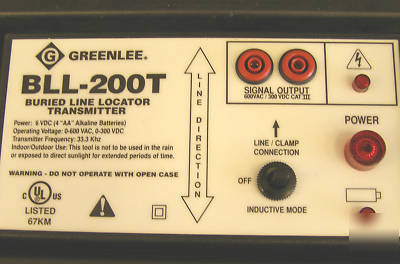 G GREENLEE.
BLL-200T
BURIED LINE LOCATOR
TRANSMITTER
Power: 6 VDC (4 "AA" Alkaline Batteries)
Operating Voltage: 0-600 VAC, 0-300 VDC
Transmitter Frequency: 33.3 Khz
Indoor/Outdoor Use: This tool is not to be used in the rain
or exposed to direct sunlight for extended periods of time.
WARNING - DO NOT OPERATE WITH OPEN CASE
C UL US
LISTED
67KM
LINE DIRECTION
SIGNAL OUTPUT
600VAC / 300 VDC CAT III
LINE / CLAMP
CONNECTION
OFF
INDUCTIVE MODE
POWER